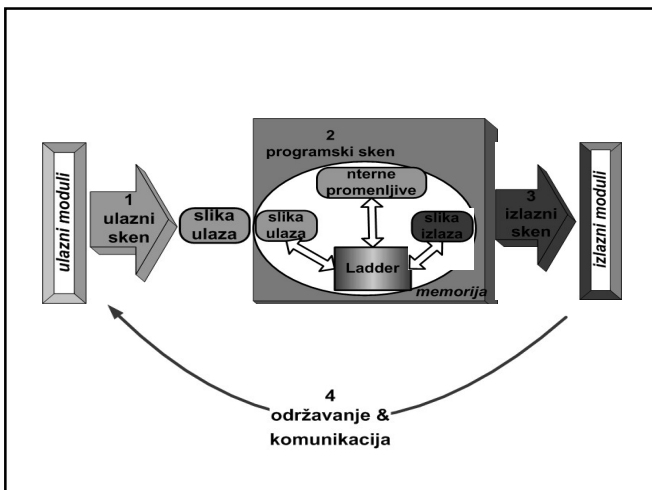 ulazni moduli
1
ulazni
sken
slika
ulaza
2
programski sken
nterne
promenljive
slika
ulaza
slika
izlaza
Ladder
memorija
3
izlazni
sken
izlazni moduli
4
održavanje &
komunikacija